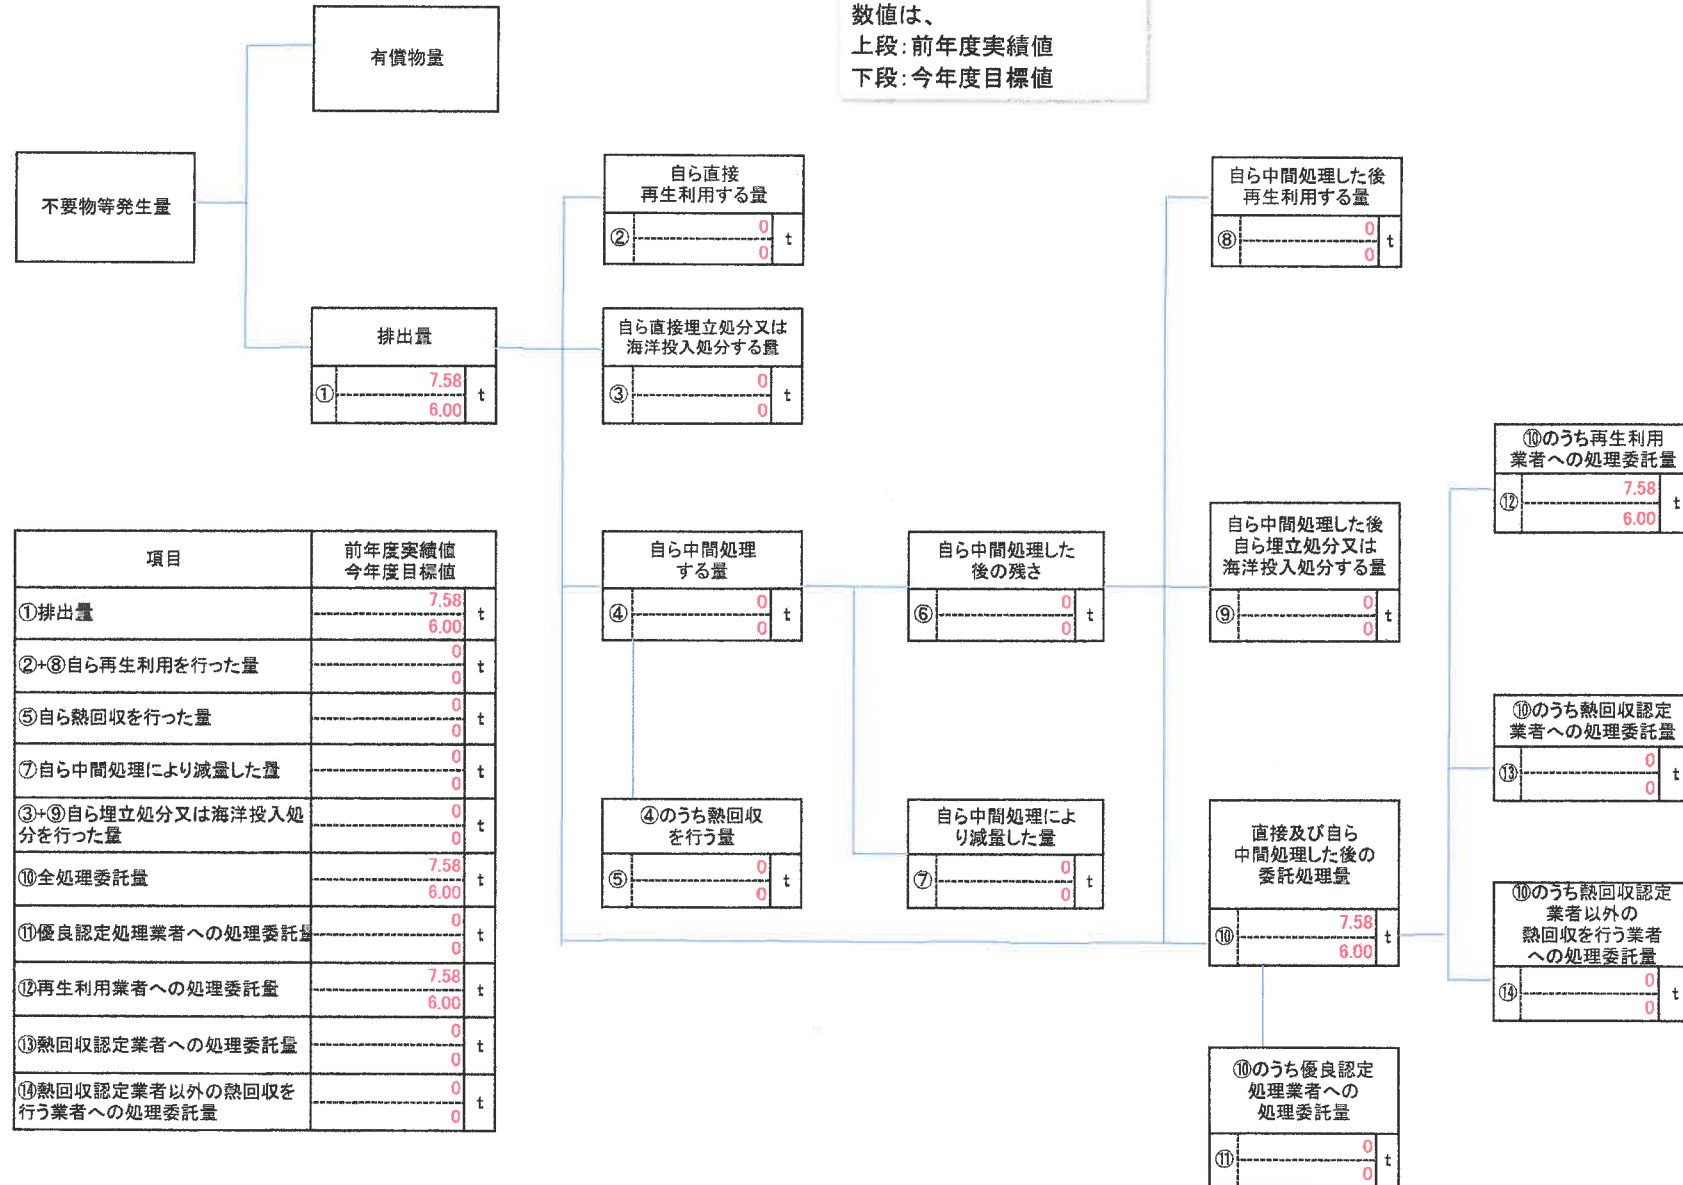 数値は、
上段:前年度実績値
下段:今年度目標値
有償物量
不要物等発生量
排出量
①
7.58
6.00
t
自ら直接
再生利用する量
②
0
0
t
自ら直接埋立処分又は
海洋投入処分する量
③
0
0
t
自ら中間処理
する量
④
0
0
t
④のうち熱回収
を行う量
⑤
0
0
t
自ら中間処理した
後の残さ
⑥
0
0
t
自ら中間処理によ
り減量した量
⑦
0
0
t
自ら中間処理した後
再生利用する量
⑧
0
0
t
自ら中間処理した後
自ら埋立処分又は
海洋投入処分する量
⑨
0
0
t
直接及び自ら
中間処理した後の
委託処理量
⑩
7.58
6.00
t
⑩のうち優良認定
処理業者への
処理委託量
⑪
0
0
t
⑩のうち再生利用
業者への処理委託量
⑫
7.58
6.00
t
⑩のうち熱回収認定
業者への処理委託量
⑬
0
0
t
⑩のうち熱回収認定
業者以外の
熱回収を行う業者
への処理委託量
⑭
0
0
t
項目
前年度実績値
今年度目標値
①排出量
7.58
6.00
t
②+⑧自ら再生利用を行った量
0
0
t
⑤自ら熱回収を行った量
0
0
t
⑦自ら中間処理により減量した量
0
0
t
③+⑨自ら埋立処分又は海洋投入処
分を行った量
0
0
t
⑩全処理委託量
7.58
6.00
t
⑪優良認定処理業者への処理委託量
0
0
t
⑫再生利用業者への処理委託量
7.58
6.00
t
⑬熱回収認定業者への処理委託量
0
0
t
⑭熱回収認定業者以外の熱回収を
行う業者への処理委託量
0
0
t